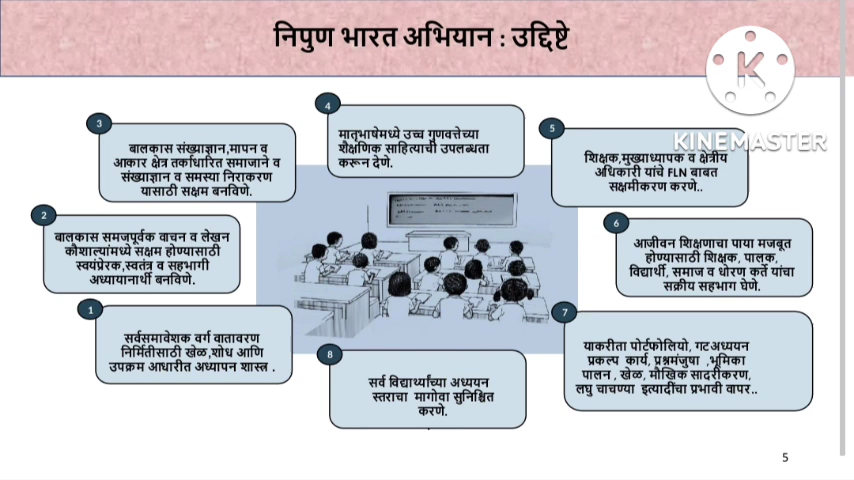 निपुण भारत अभियान : उद्दिष्टे
K
KINEMASTER
1
सर्वसमावेशक वर्ग वातावरण
निर्मितीसाठी खेळ,शोध आणि
उपक्रम आधारीत अध्यापन शास्त्र .
2
बालकास समजपूर्वक वाचन व लेखन
कौशाल्यांमध्ये सक्षम होण्यासाठी
स्वयंप्रेरक,स्वतंत्र व सहभागी
अध्यायानार्थी बनविणे.
3
बालकास संख्याज्ञान,मापन व
आकार क्षेत्र तर्काधारित समाजाने व
संख्याज्ञान व समस्या निराकरण
यासाठी सक्षम बनविणे.
4
मातृभाषेमध्ये उच्च गुणवत्तेच्या
शैक्षणिक साहित्याची उपलब्धता
करून देणे.
5
शिक्षक,मुख्याध्यापक व क्षेत्रीय
अधिकारी यांचे FLN बाबत
सक्षमीकरण करणे..
6
आजीवन शिक्षणाचा पाया मजबूत
होण्यासाठी शिक्षक, पालक,
विद्यार्थी, समाज व धोरण कर्ते यांचा
सक्रीय सहभाग घेणे.
7
याकरीता पोर्टफोलियो, गटअध्ययन
प्रकल्प कार्य, प्रश्नमंजुषा ,भूमिका
पालन , खेळ, मौखिक सादरीकरण,
लघु चाचण्या इत्यादींचा प्रभावी वापर..
8
सर्व विद्यार्थ्यांच्या अध्ययन
स्तराचा मागोवा सुनिश्चित
करणे.
.
5